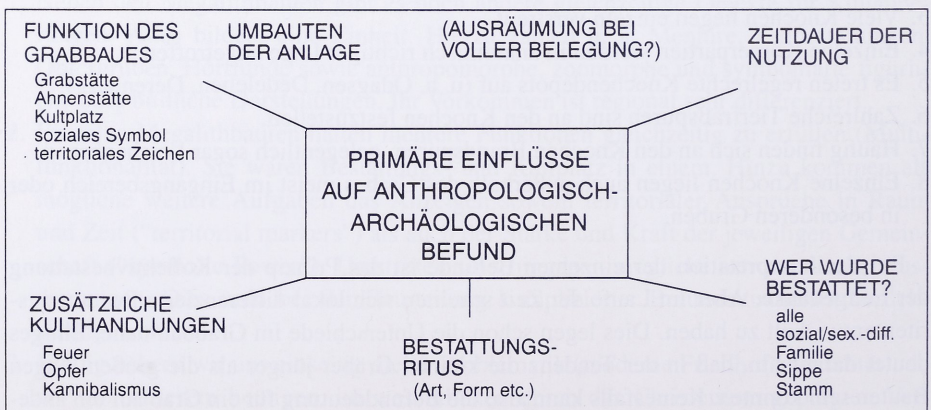 FUNKTION DES
GRABBAUES
Grabstätte
Ahnenstätte
Kultplatz
soziales Symbol
territoriales Zeichen
UMBAUTEN
DER ANLAGE
(AUSRÄUMUNG BEI
VOLLER BELEGUNG?)
ZEITDAUER DER
NUTZUNG
PRIMÄRE EINFLÜSSE
AUF ANTHROPOLOGISCH-
ARCHÄOLOGISCHEN
BEFUND
ZUSÄTZLICHE
KULTHANDLUNGEN
Feuer
Opfer
Kannibalismus
BESTATTUNGS-
RITUS
(Art, Form etc.)
WER WURDE
BESTATTET?
alle
sozial/sex.-diff.
Familie
Sippe
Stamm